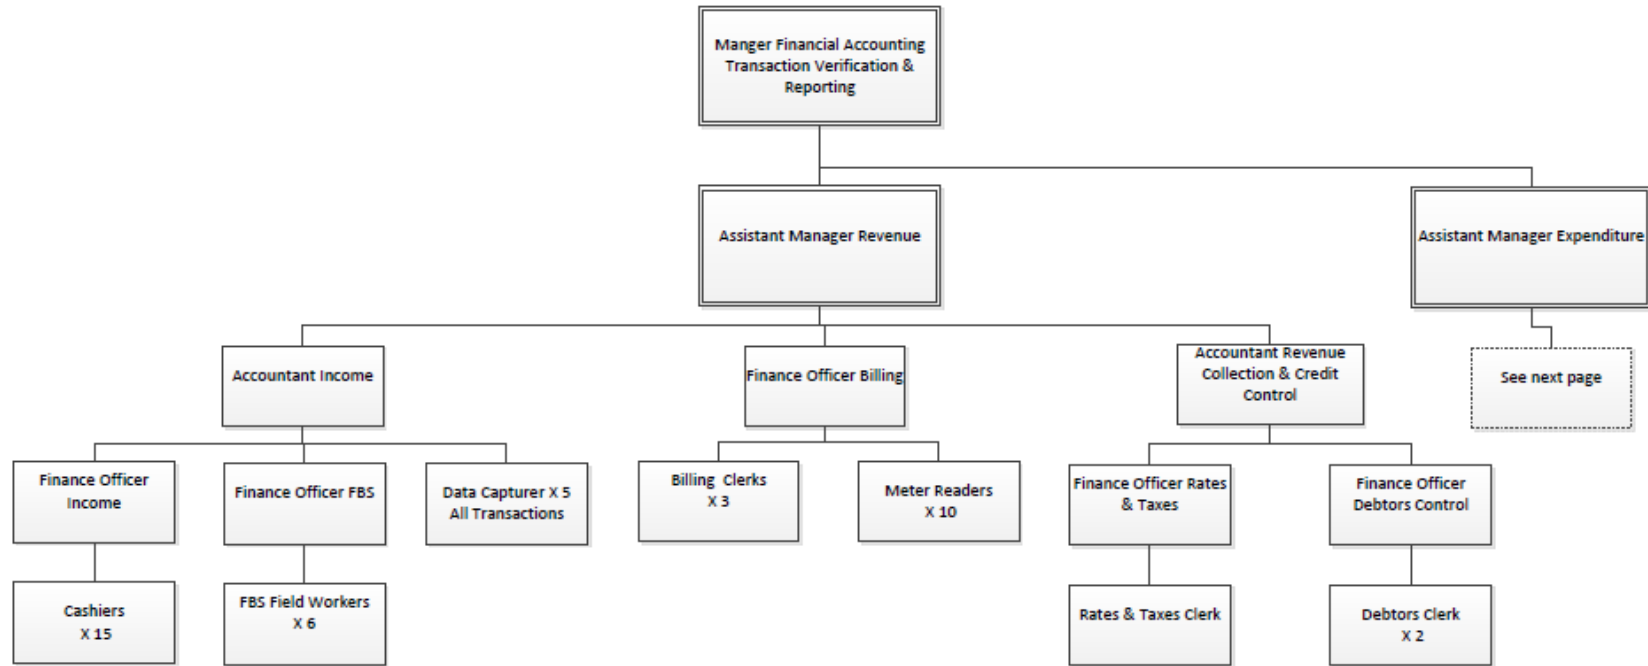 Manger Financial Accounting
Transaction Verification &
Reporting
Assistant Manager Revenue
Assistant Manager Expenditure
Accountant Income
Finance Officer Billing
Accountant Revenue
Collection & Credit
Control
See next page
Finance Officer
Income
Finance Officer FBS
Data Capturer X 5
All Transactions
Billing Clerks
X 3
Meter Readers
X 10
Finance Officer Rates
& Taxes
Finance Officer
Debtors Control
Cashiers
X 15
FBS Field Workers
X 6
Rates & Taxes Clerk
Debtors Clerk
X 2